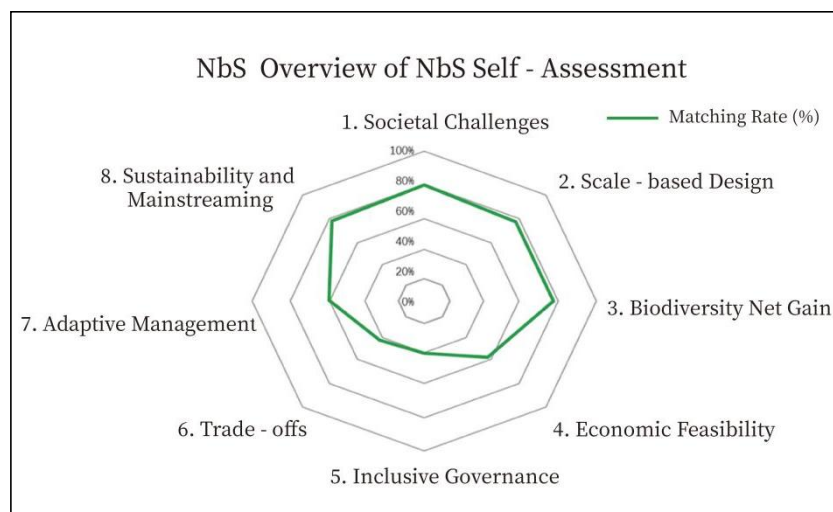 NbS Overview of NbS Self - Assessment
Matching Rate (%)
1. Societal Challenges
100%
80%
60%
40%
20%
0%
2. Scale - based Design
3. Biodiversity Net Gain
4. Economic Feasibility
5. Inclusive Governance
6. Trade - offs
7. Adaptive Management
8. Sustainability and
Mainstreaming